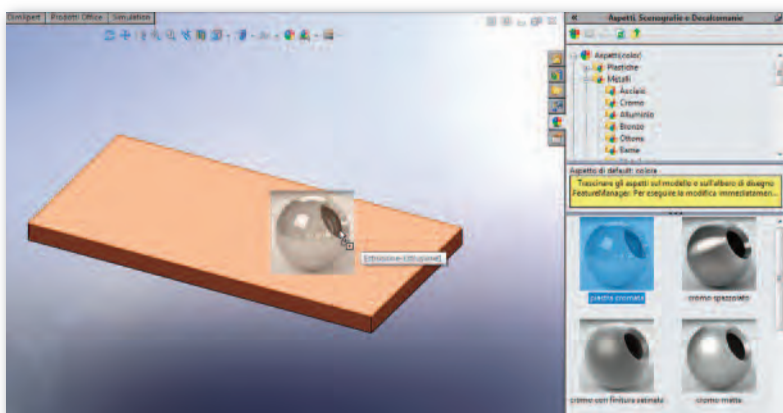 DimXpert Prodotti Office Simulation
Aspetti, Scenografie e Decalcomanie
Aspetti(color)
Plastiche
Metalli
Acciaio
Cromo
Alluminio
Bronzo
Ottone
Rame
Aspetto di default: colore
Trascinare gli aspetti sul modello o sull'albero di disegno
FeatureManager. Per eseguire la modifica immediatamen...
piastra cromata
cromo spazzolato
cromo con finitura satinata
cromo matto